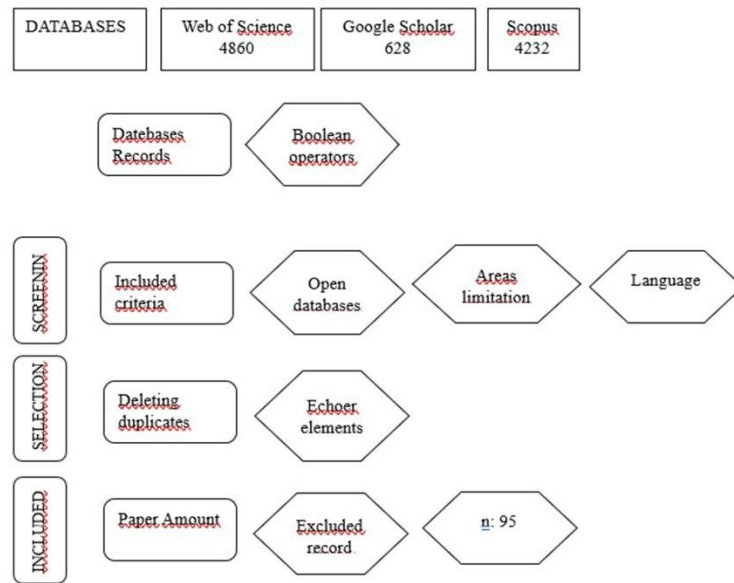 DATABASES
Web of Science
4860
Google Scholar
628
Scopus
4232
Datebases
Records
Boolean
operators
SCREENIN
Included
criteria
Open
databases
Areas
limitation
Language
SELECTION
Deleting
duplicates
Echoer
elements
INCLUDED
Paper Amount
Excluded
record
n: 95